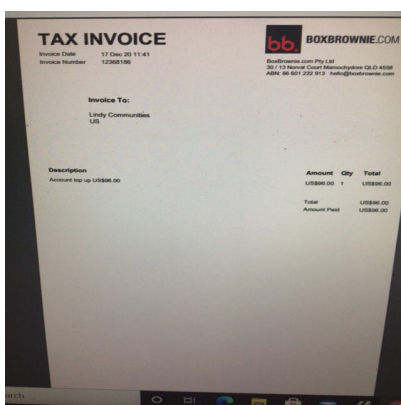 TAX INVOICE
Invoice Date 17 Dec 20 11:41
Invoice Number 12368186
bb. BOXBROWNIE.COM
BoxBrownie.com Pty Ltd
30 / 13 Norval Court Maroochydore QLD 4558
ABN: 86 601 222 913 hello@boxbrownie.com
Invoice To:
Lindy Communities
US
Description Amount Qty Total
Account top up US$96.00 US$96.00 1 US$96.00
Total US$96.00
Amount Paid US$96.00
arch